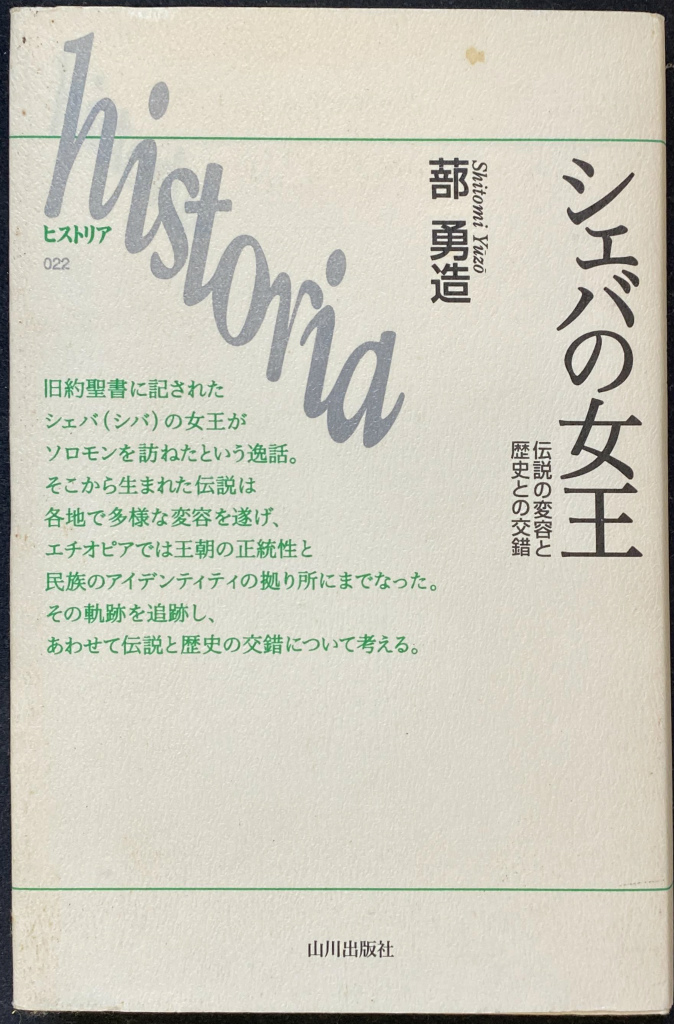 historia
ヒストリア
022
シェバの女王
伝説の変容と
歴史との交錯
蔀 勇造
Shitomi Yūzō
旧約聖書に記された
シェバ(シバ)の女王が
ソロモンを訪ねたという逸話。
そこから生まれた伝説は
各地で多様な変容を遂げ、
エチオピアでは王朝の正統性と
民族のアイデンティティの拠り所にまでなった。
その軌跡を追跡し、
あわせて伝説と歴史の交錯について考える。
山川出版社